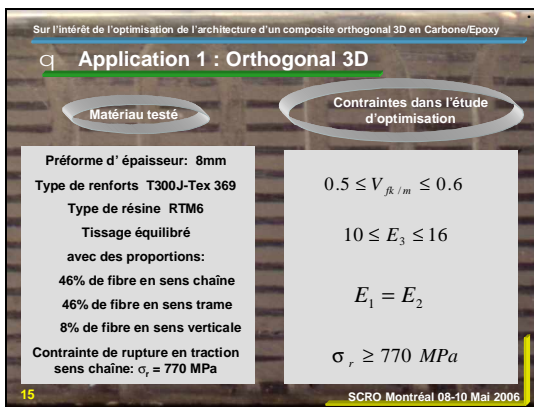 Sur l'intérêt de l'optimisation de l'architecture d'un composite orthogonal 3D en Carbone/Epoxy
q Application 1 : Orthogonal 3D
Matériau testé
Préforme d' épaisseur: 8mm
Type de renforts T300J-Tex 369
Type de résine RTM6
Tissage équilibré
avec des proportions:
46% de fibre en sens chaîne
46% de fibre en sens trame
8% de fibre en sens verticale
Contrainte de rupture en traction
sens chaîne: σr = 770 MPa
Contraintes dans l'étude
d'optimisation
0.5 ≤ V fk / m ≤ 0.6
10 ≤ E3 ≤ 16
E1 = E2
σ r ≥ 770 MPa
15
SCRO Montréal 08-10 Mai 2006